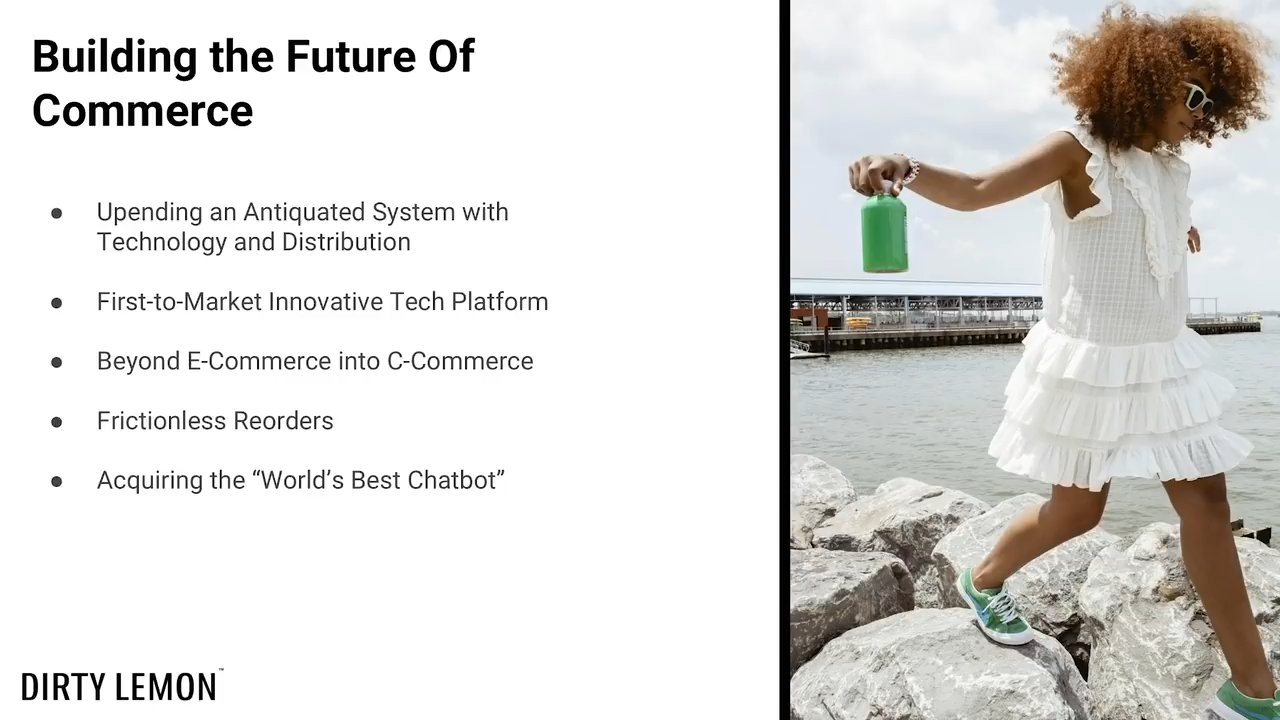 Building the Future Of
Commerce
● Upending an Antiquated System with
Technology and Distribution
● First-to-Market Innovative Tech Platform
● Beyond E-Commerce into C-Commerce
● Frictionless Reorders
● Acquiring the “World’s Best Chatbot”
DIRTY LEMON™